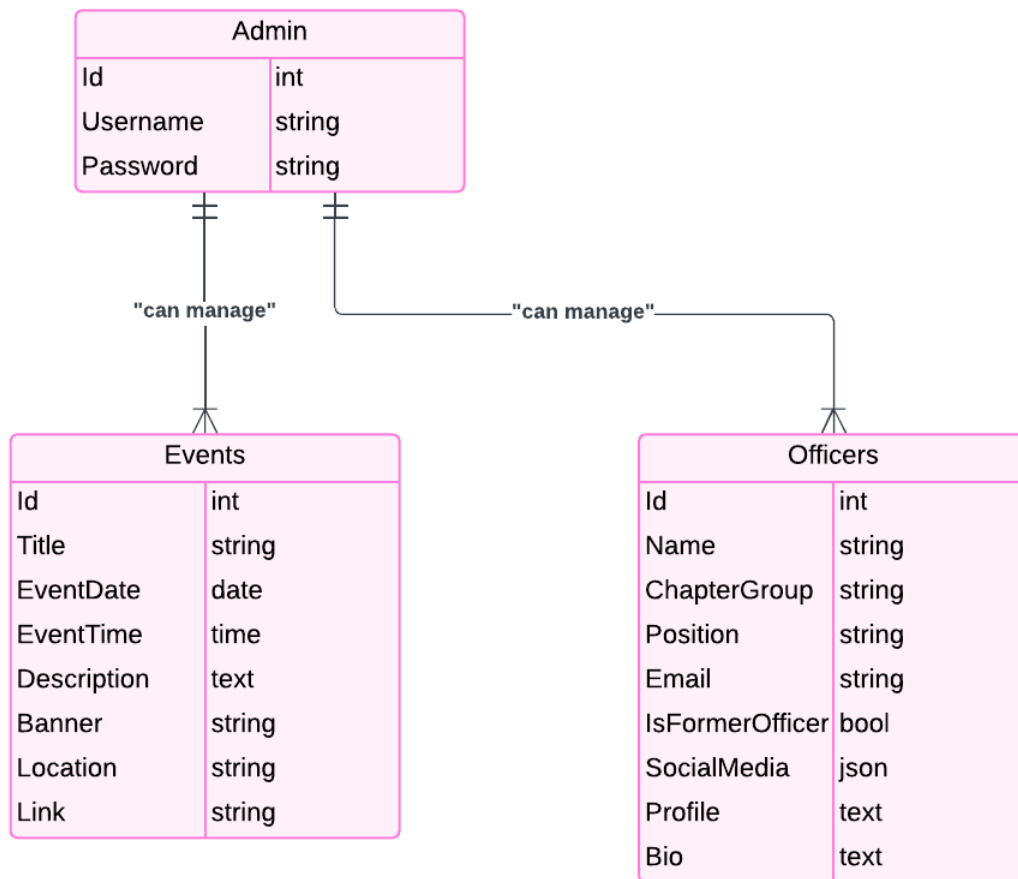 Admin
Id int
Username string
Password string
"can manage"
"can manage"
Events
Id int
Title string
EventDate date
EventTime time
Description text
Banner string
Location string
Link string
Officers
Id int
Name string
ChapterGroup string
Position string
Email string
IsFormerOfficer bool
SocialMedia json
Profile text
Bio text